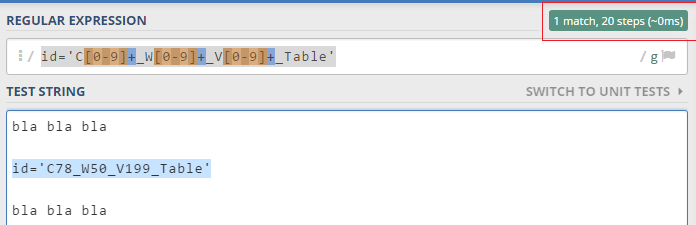 REGULAR EXPRESSION 1 match, 20 steps (~0ms)
/ id='C[0-9]+_W[0-9]+_V[0-9]+_Table' / g
TEST STRING SWITCH TO UNIT TESTS
bla bla bla
id='C78_W50_V199_Table'
bla bla bla